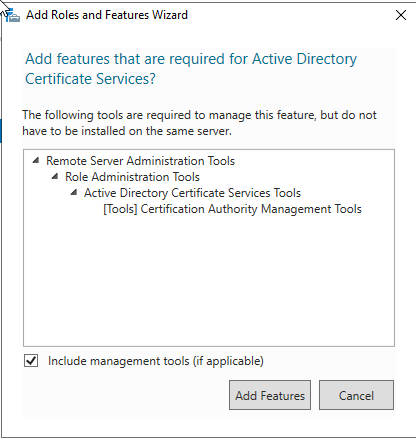 Add Roles and Features Wizard
Add features that are required for Active Directory
Certificate Services?
The following tools are required to manage this feature, but do not
have to be installed on the same server.
Remote Server Administration Tools
Role Administration Tools
Active Directory Certificate Services Tools
[Tools] Certification Authority Management Tools
Include management tools (if applicable)
Add Features
Cancel